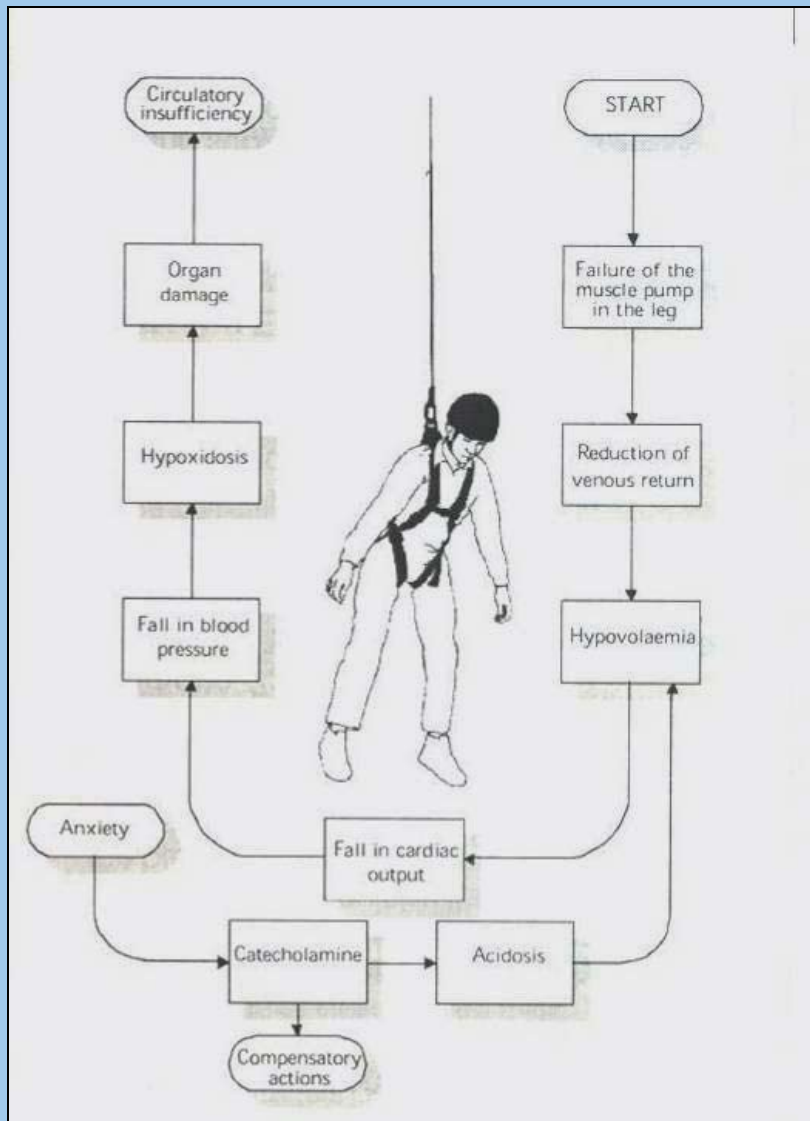 Circulatory
insufficiency
START
Organ
damage
Failure of the
muscle pump
in the leg
Hypoxidosis
Reduction of
venous return
Fall in blood
pressure
Hypovolaemia
Anxiety
Fall in cardiac
output
Catecholamine
Acidosis
Compensatory
actions